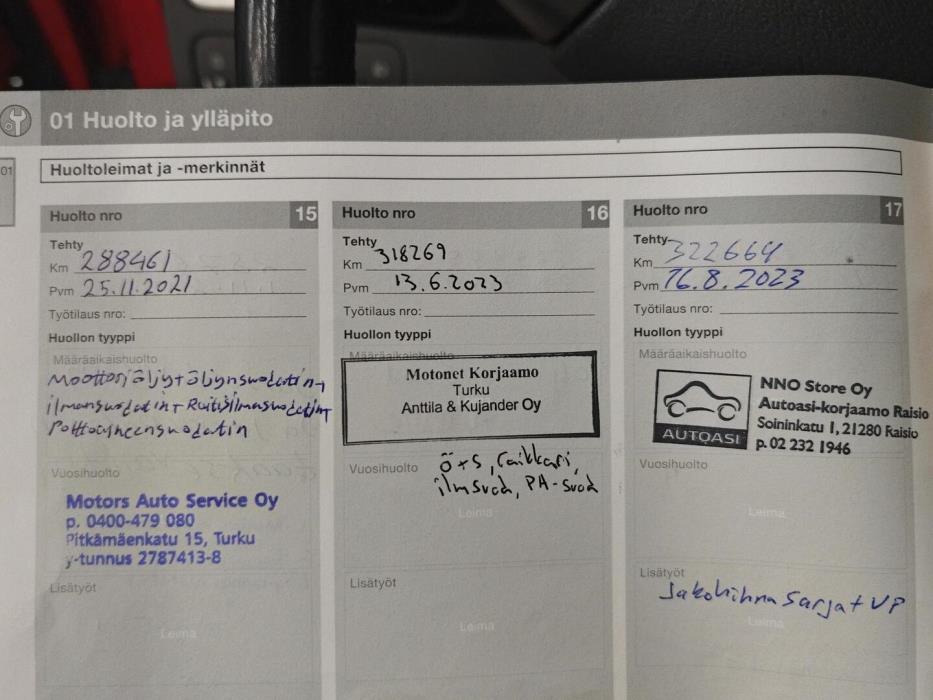 01 Huolto ja ylläpito
01
Huoltoleimat ja -merkinnät
Huolto nro 15
Tehty
Km 288461
Pvm 25.11.2021
Työtilaus nro:
Huollon tyyppi
Määräaikaishuolto
Moottoriöljy+öljynsuodatin+
ilmansuodatin+Raitisilmasuodatin+
Polttoaineensuodatin
Vuosihuolto
Motors Auto Service Oy
p. 0400-479 080
Pitkämäenkatu 15, Turku
y-tunnus 2787413-8
Lisätyöt
Leima
Huolto nro 16
Tehty
Km 318269
Pvm 13.6.2023
Työtilaus nro:
Huollon tyyppi
Määräaikaishuolto
Motonet Korjaamo
Turku
Anttila & Kujander Oy
Vuosihuolto
Ö+S, Raikkari,
ilmsuod, PA-suod
Leima
Lisätyöt
Leima
Huolto nro 17
Tehty
Km 322664
Pvm 16.8.2023
Työtilaus nro:
Huollon tyyppi
Määräaikaishuolto
AUTOASI
NNO Store Oy
Autoasi-korjaamo Raisio
Soininkatu 1, 21280 Raisio
p. 02 232 1946
Vuosihuolto
Leima
Lisätyöt
Jakohihna sarja + VP
Leima